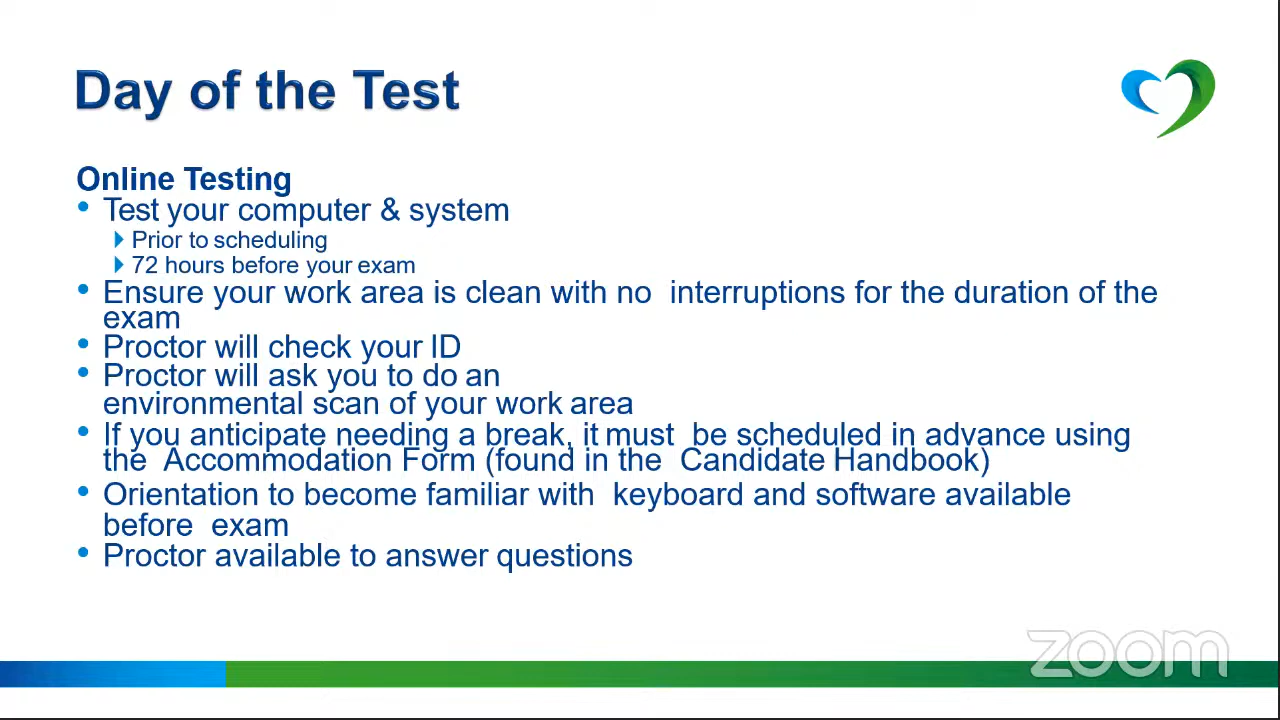 Day of the Test
Online Testing
• Test your computer & system
Prior to scheduling
72 hours before your exam
• Ensure your work area is clean with no interruptions for the duration of the
exam
• Proctor will check your ID
• Proctor will ask you to do an
environmental scan of your work area
• If you anticipate needing a break, it must be scheduled in advance using
the Accommodation Form (found in the Candidate Handbook)
• Orientation to become familiar with keyboard and software available
before exam
• Proctor available to answer questions
zoom